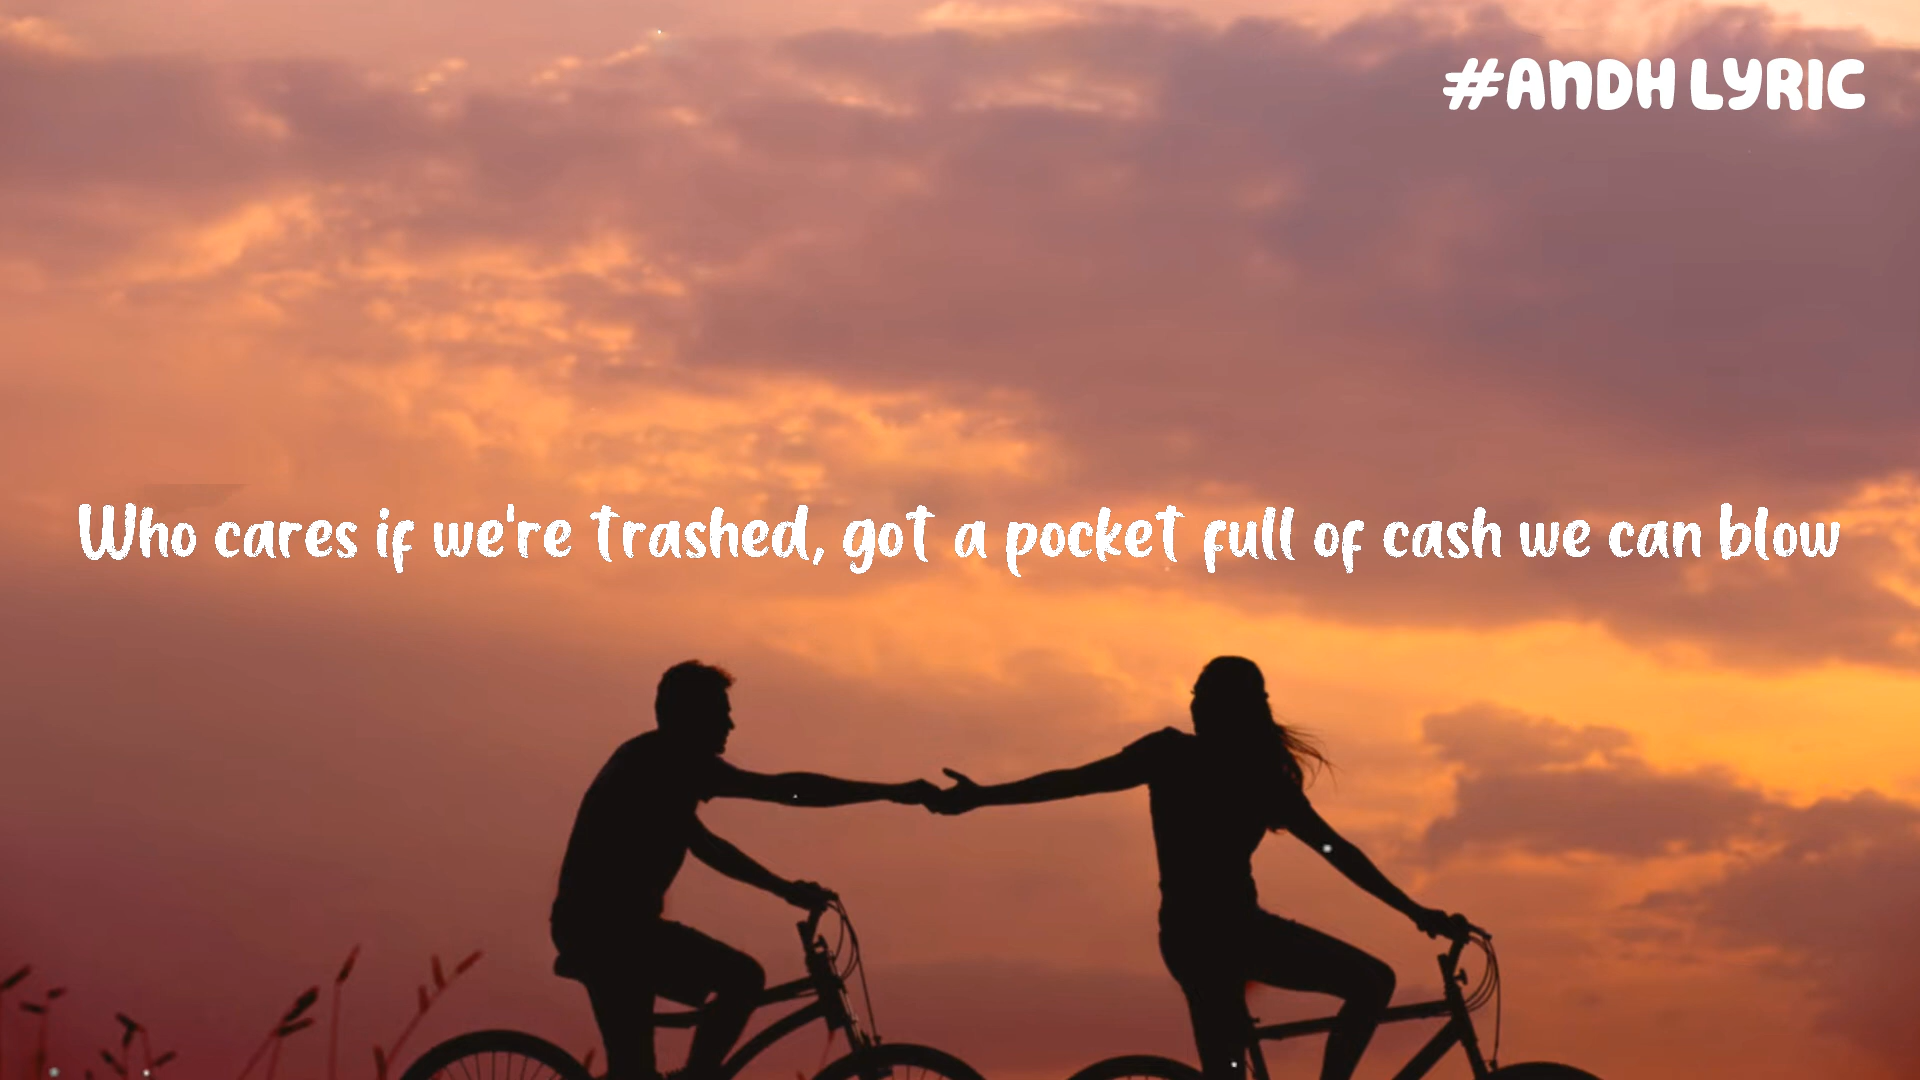 #ANDH LYRIC
Who cares if we're trashed, got a pocket full of cash we can blow